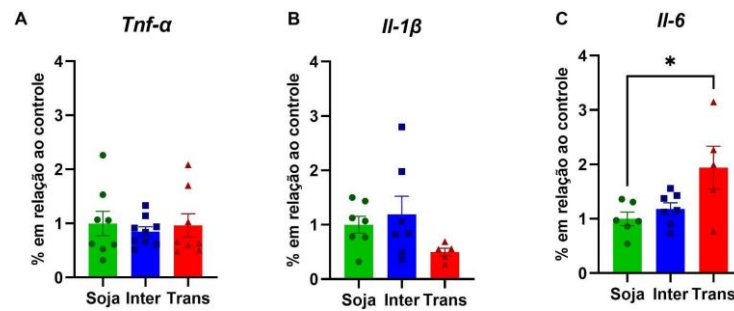 A
Tnf-α
% em relação ao controle
4
3
2
1
0
Soja Inter Trans
B
Il-1β
% em relação ao controle
4
3
2
1
0
Soja Inter Trans
C
Il-6
% em relação ao controle
4
3
2
1
0
*
Soja Inter Trans